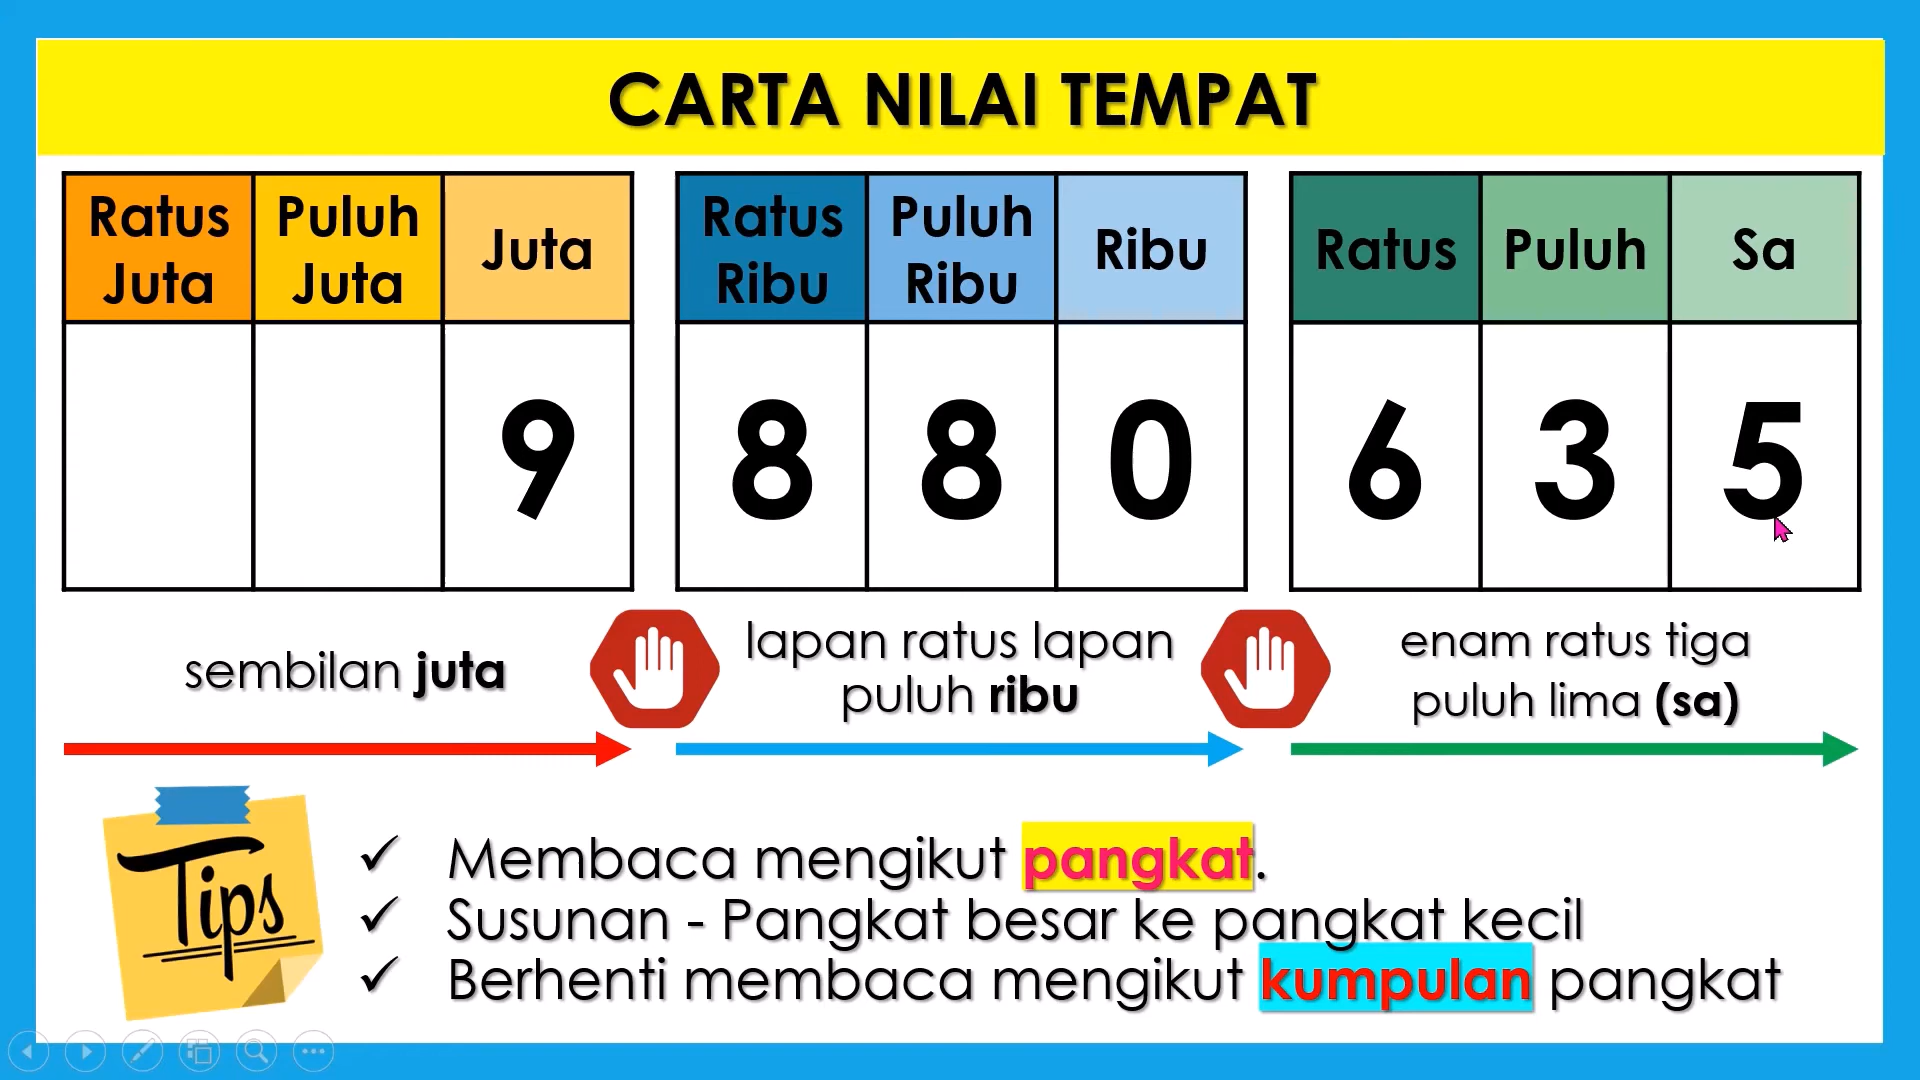 CARTA NILAI TEMPAT
Ratus Juta
Puluh Juta
Juta
Ratus Ribu
Puluh Ribu
Ribu
Ratus
Puluh
Sa
9
8
8
0
6
3
5
sembilan juta
lapan ratus lapan
puluh ribu
enam ratus tiga
puluh lima (sa)
Tips
✓ Membaca mengikut pangkat.
✓ Susunan - Pangkat besar ke pangkat kecil
✓ Berhenti membaca mengikut kumpulan pangkat